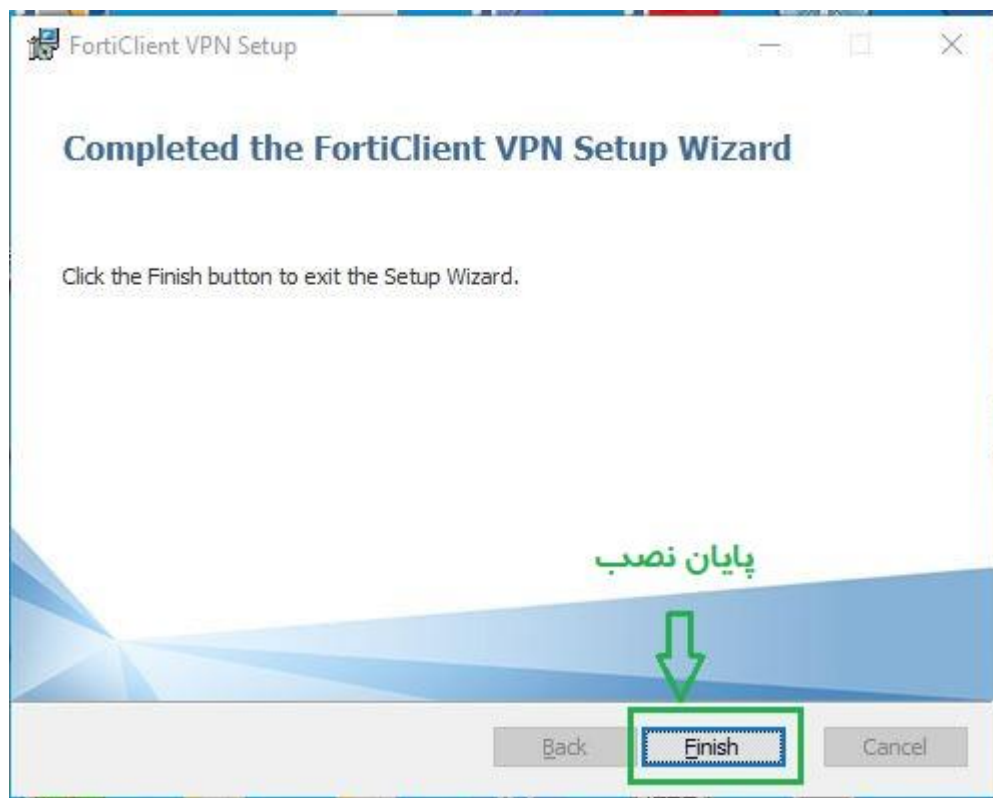 FortiClient VPN Setup
Completed the FortiClient VPN Setup Wizard
Click the Finish button to exit the Setup Wizard.
پایان نصب
Back Finish Cancel